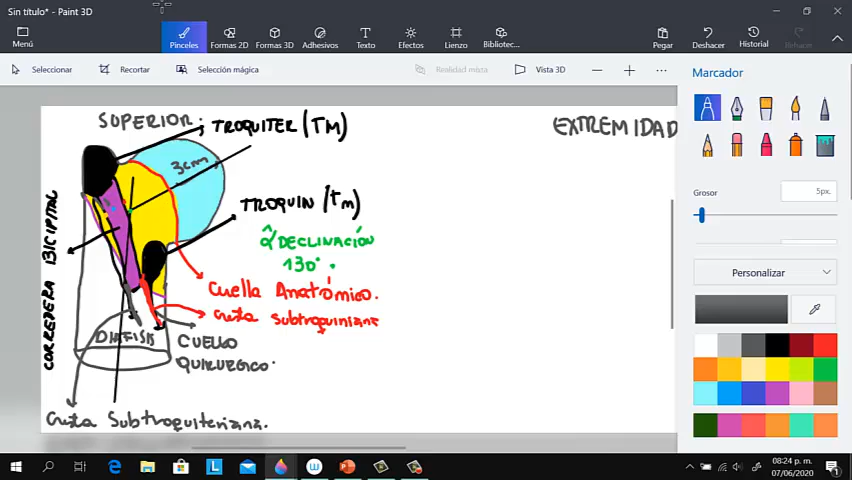 Sin título* - Paint 3D
Menú
Pinceles
Formas 2D
Formas 3D
Adhesivos
Texto
Efectos
Lienzo
Bibliotec...
Pegar
Deshacer
Historial
Rehacer
Seleccionar
Recortar
Selección mágica
Realidad mixta
Vista 3D
Marcador
Grosor
5px.
Personalizar
SUPERIOR:
TROQUITER (TM)
EXTREMIDAD
3cm
TROQUIN (Tm)
CORREDERA BICIPITAL
α̂ DECLINACIÓN
130°.
Cuello Anatómico.
Cresta subtroquiniana
DIAFISIS
CUELLO
QUIRURGICO.
Cresta Subtroquiteriana.
08:24 p. m.
07/06/2020